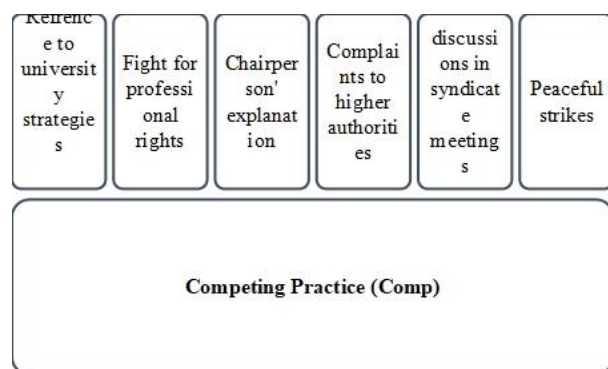 Refrenc
e to
universit
y
strategie
s
Fight for
professi
onal
rights
Chairper
son'
explanat
ion
Complai
nts to
higher
authoriti
es
discussi
ons in
syndicat
e
meeting
s
Peaceful
strikes
Competing Practice (Comp)